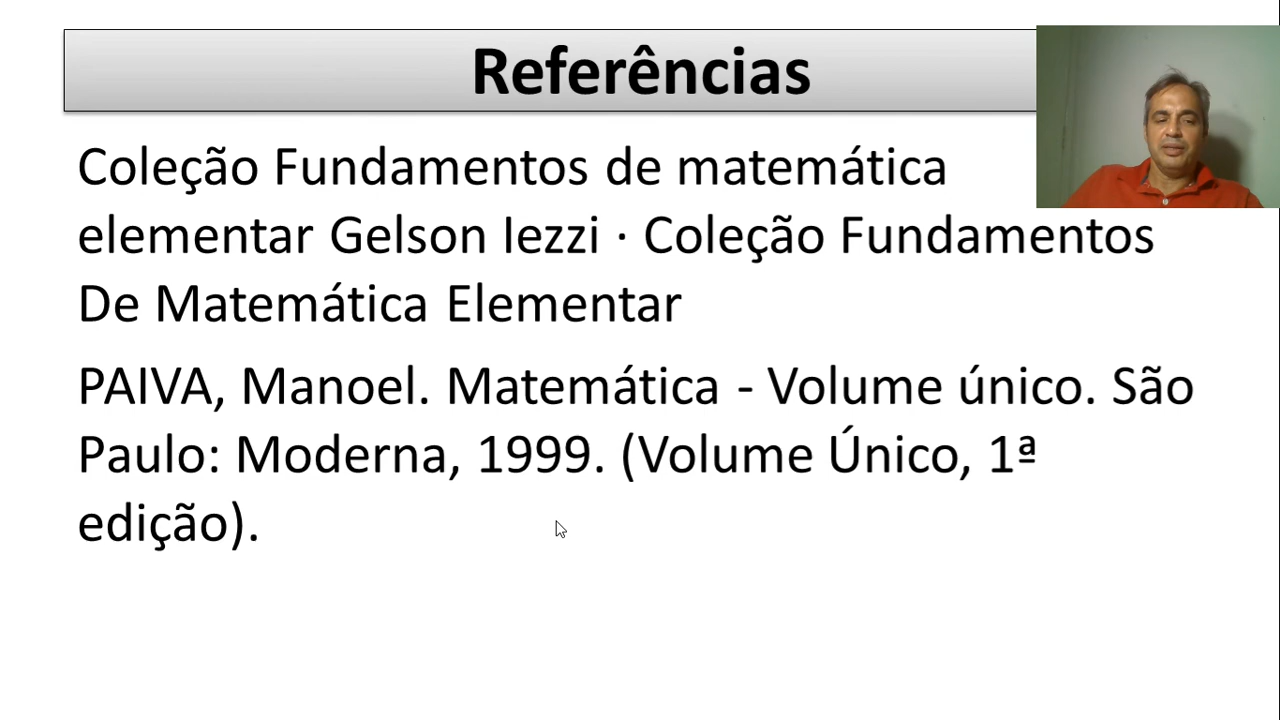 Referências
Coleção Fundamentos de matemática
elementar Gelson Iezzi · Coleção Fundamentos
De Matemática Elementar
PAIVA, Manoel. Matemática - Volume único. São
Paulo: Moderna, 1999. (Volume Único, 1ª
edição).